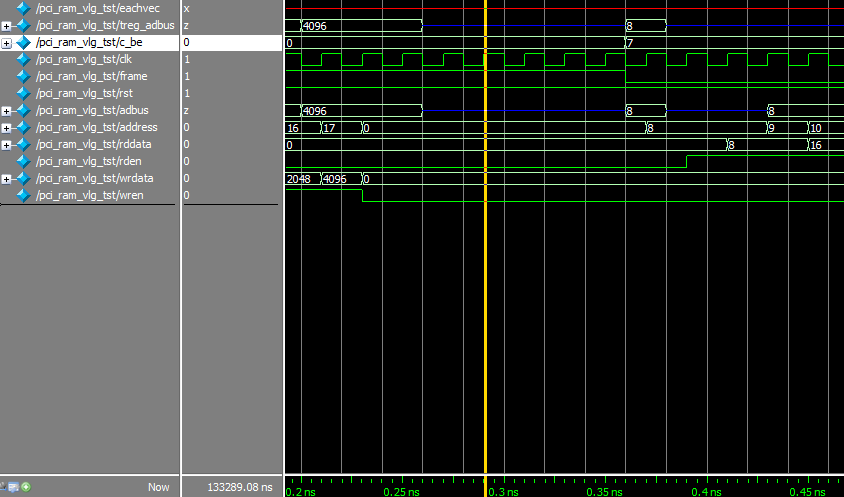 /pci_ram_vlg_tst/eachvec x
/pci_ram_vlg_tst/treg_adbus z 4096 8
/pci_ram_vlg_tst/c_be 0 0 7
/pci_ram_vlg_tst/clk 1
/pci_ram_vlg_tst/frame 1
/pci_ram_vlg_tst/rst 1
/pci_ram_vlg_tst/adbus z 4096 8 8
/pci_ram_vlg_tst/address 0 16 17 0 8 9 10
/pci_ram_vlg_tst/rddata 0 0 8 16
/pci_ram_vlg_tst/rden 0
/pci_ram_vlg_tst/wrdata 0 2048 4096 0
/pci_ram_vlg_tst/wren 0
Now 133289.08 ns 0.2 ns 0.25 ns 0.3 ns 0.35 ns 0.4 ns 0.45 ns